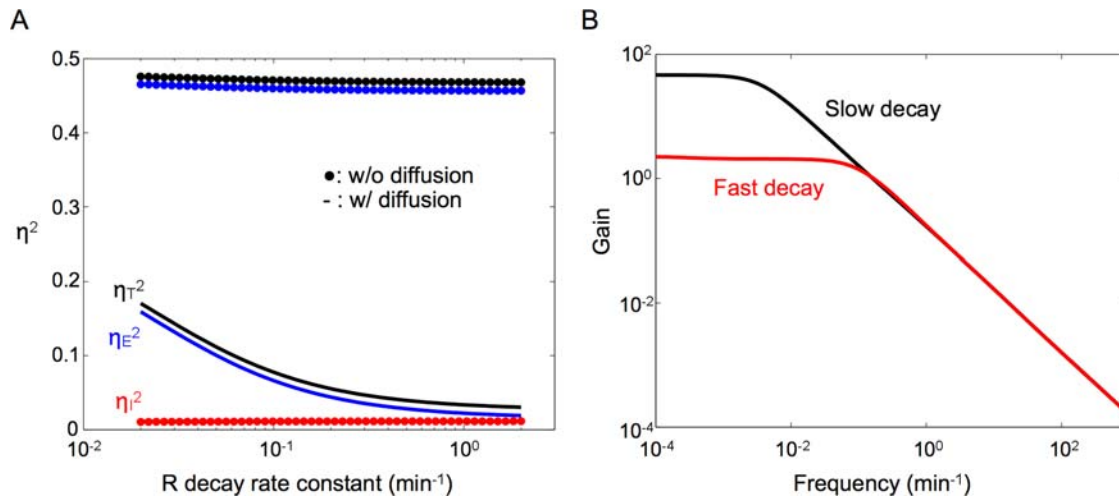 A
0.5
0.4
0.3
η²
0.2
0.1
0
●: w/o diffusion
- : w/ diffusion
ηT²
ηE²
ηI²
10⁻² 10⁻¹ 10⁰
R decay rate constant (min⁻¹)
B
10²
10⁰
10⁻²
10⁻⁴
Gain
Slow decay
Fast decay
10⁻⁴ 10⁻² 10⁰ 10²
Frequency (min⁻¹)